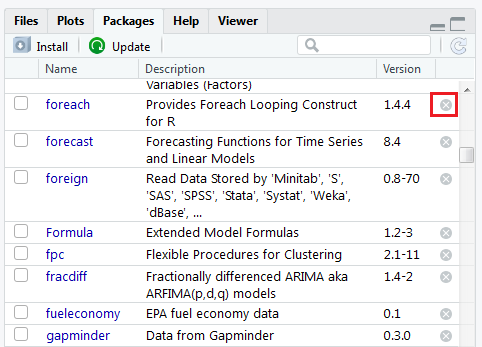 Files Plots Packages Help Viewer
Install Update
Name Description Version
Variables (Factors)
foreach Provides Foreach Looping Construct 1.4.4
for R
forecast Forecasting Functions for Time Series 8.4
and Linear Models
foreign Read Data Stored by 'Minitab', 'S', 0.8-70
'SAS', 'SPSS', 'Stata', 'Systat', 'Weka',
'dBase', ...
Formula Extended Model Formulas 1.2-3
fpc Flexible Procedures for Clustering 2.1-11
fracdiff Fractionally differenced ARIMA aka 1.4-2
ARFIMA(p,d,q) models
fueleconomy EPA fuel economy data 0.1
gapminder Data from Gapminder 0.3.0